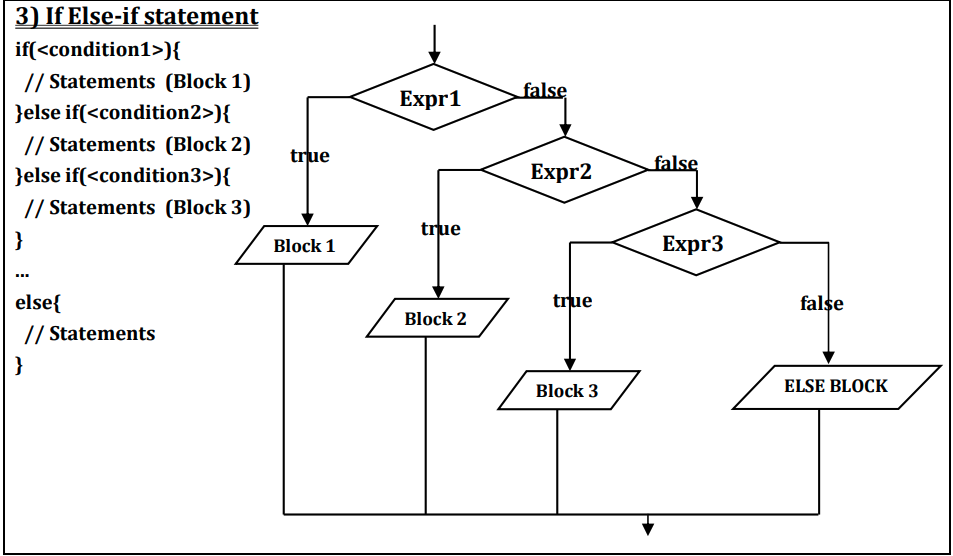 3) If Else-if statement
if(<condition1>){
// Statements (Block 1)
}else if(<condition2>){
// Statements (Block 2)
}else if(<condition3>){
// Statements (Block 3)
}
...
else{
// Statements
}
Expr1
false
true
Expr2
false
Block 1
true
Expr3
Block 2
true
false
Block 3
ELSE BLOCK